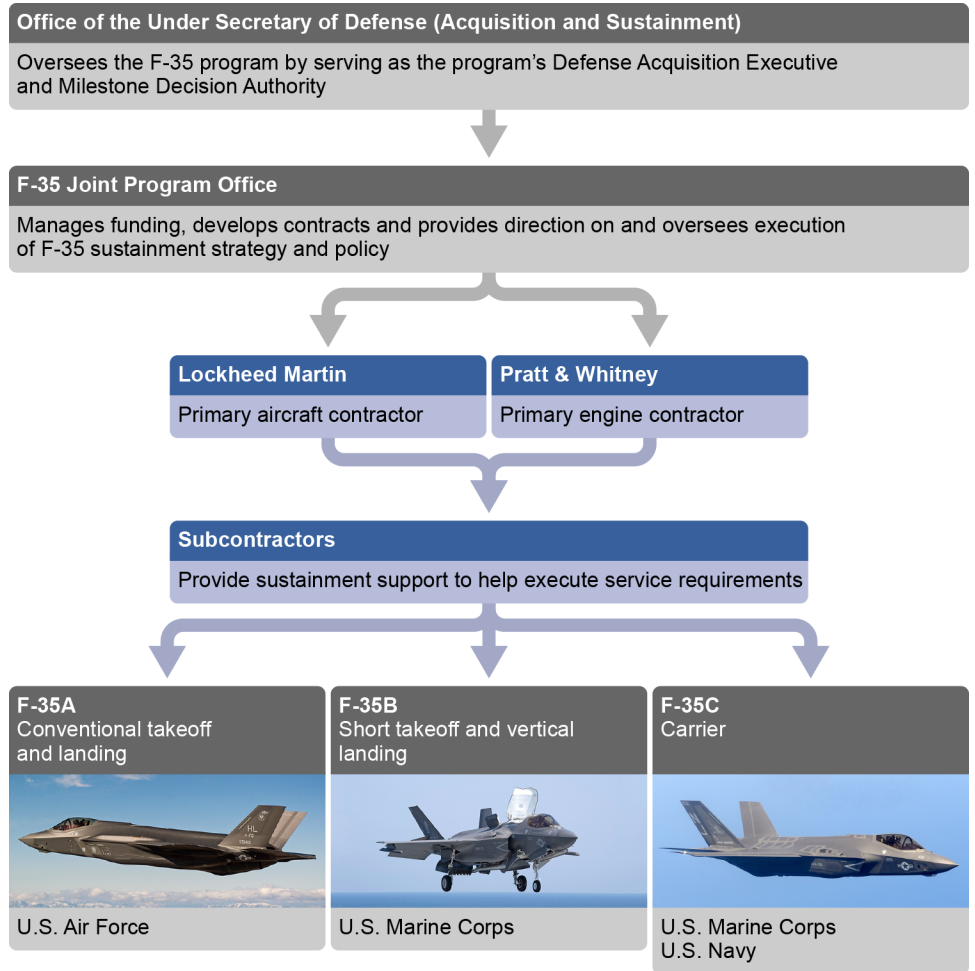 Office of the Under Secretary of Defense (Acquisition and Sustainment)
Oversees the F-35 program by serving as the program’s Defense Acquisition Executive
and Milestone Decision Authority
F-35 Joint Program Office
Manages funding, develops contracts and provides direction on and oversees execution
of F-35 sustainment strategy and policy
Lockheed Martin
Primary aircraft contractor
Pratt & Whitney
Primary engine contractor
Subcontractors
Provide sustainment support to help execute service requirements
F-35A
Conventional takeoff
and landing
HL
U.S. Air Force
F-35B
Short takeoff and vertical
landing
U.S. Marine Corps
F-35C
Carrier
U.S. Marine Corps
U.S. Navy